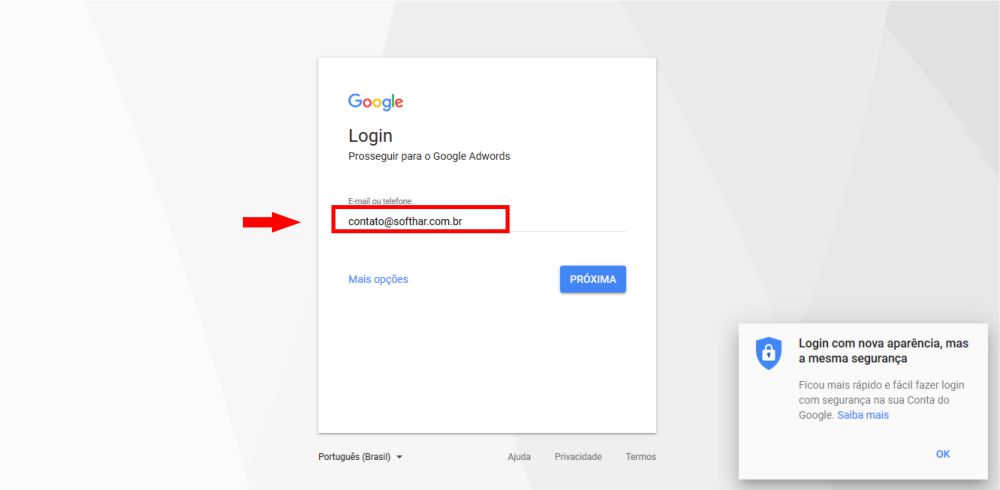 Google
Login
Prosseguir para o Google Adwords
E-mail ou telefone
contato@softhar.com.br
Mais opções
PRÓXIMA
Login com nova aparência, mas
a mesma segurança
Ficou mais rápido e fácil fazer login
com segurança na sua Conta do
Google. Saiba mais
OK
Português (Brasil)
Ajuda
Privacidade
Termos